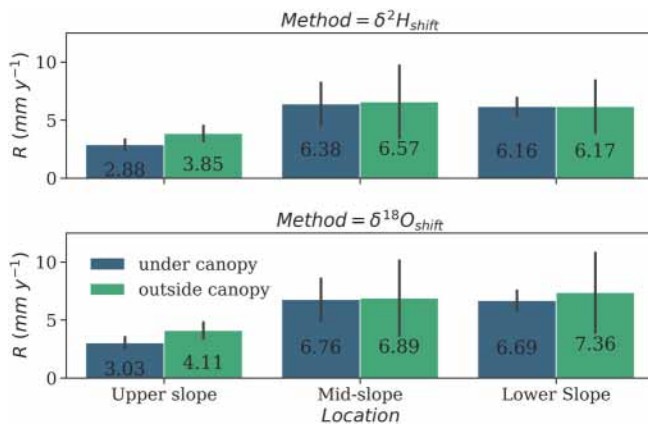 Method = δ²H_shift
R (mm y⁻¹)
10
5
0
2.88 3.85 6.38 6.57 6.16 6.17
Method = δ¹⁸O_shift
R (mm y⁻¹)
10
5
0
under canopy
outside canopy
3.03 4.11 6.76 6.89 6.69 7.36
Upper slope Mid-slope Lower Slope
Location